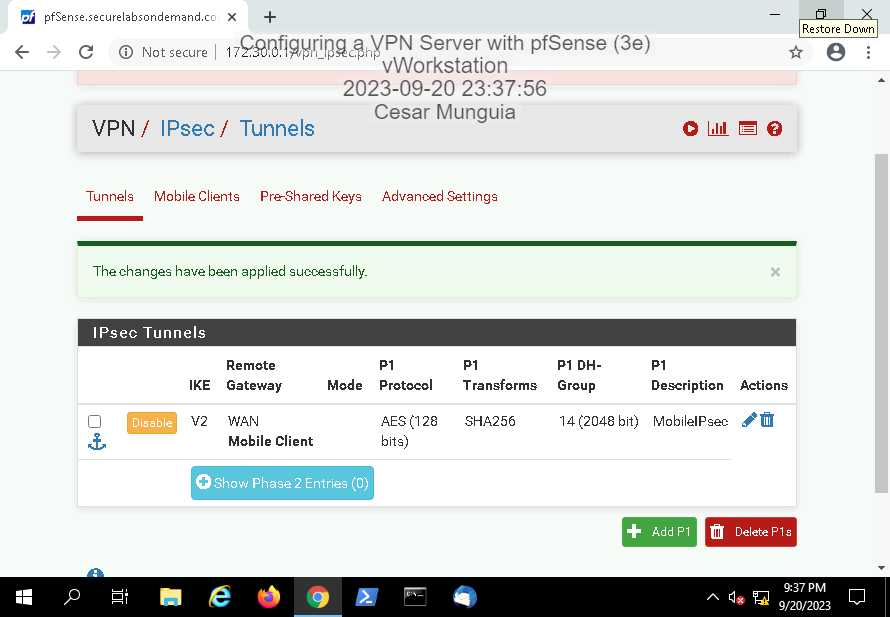 pfSense.securelabsondemand.co
Restore Down
Not secure
172.30.0.1/vpn_ipsec.php
Configuring a VPN Server with pfSense (3e)
vWorkstation
2023-09-20 23:37:56
Cesar Munguia
VPN / IPsec / Tunnels
Tunnels Mobile Clients Pre-Shared Keys Advanced Settings
The changes have been applied successfully. ×
IPsec Tunnels
IKE Remote Gateway Mode P1 Protocol P1 Transforms P1 DH-Group P1 Description Actions
Disable V2 WAN AES (128 bits) SHA256 14 (2048 bit) MobileIPsec
Mobile Client
Show Phase 2 Entries (0)
Add P1 Delete P1s
9:37 PM
9/20/2023